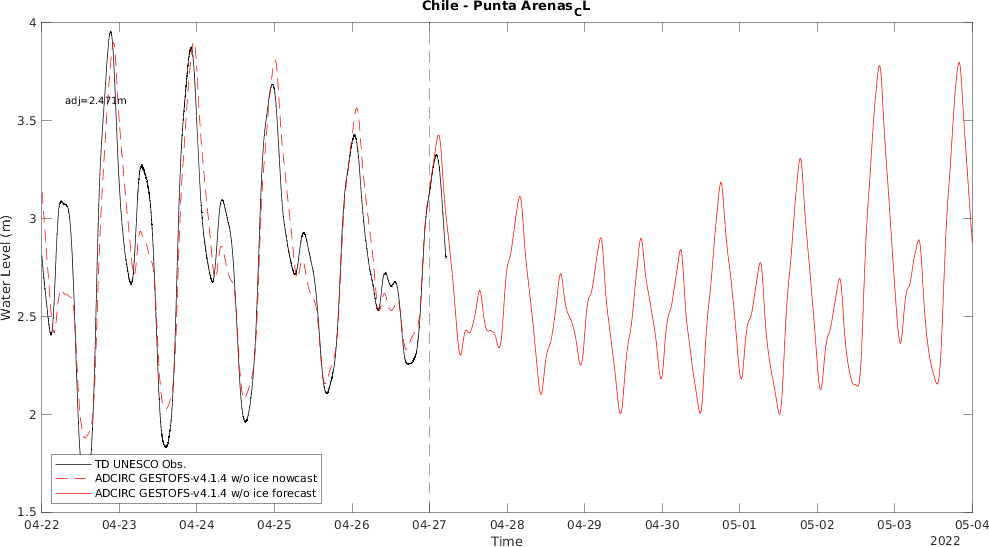 Chile - Punta Arenas_CL
4
3.5
3
2.5
2
1.5
Water Level (m)
adj=2.471m
TD UNESCO Obs.
ADCIRC GESTOFS-v4.1.4 w/o ice nowcast
ADCIRC GESTOFS-v4.1.4 w/o ice forecast
04-22 04-23 04-24 04-25 04-26 04-27 04-28 04-29 04-30 05-01 05-02 05-03 05-04
Time
2022